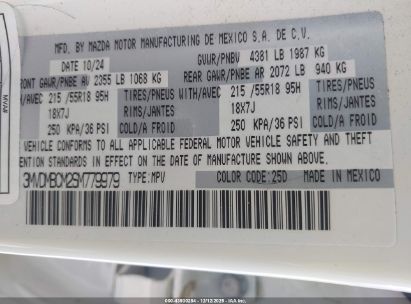 MFD. BY MAZDA MOTOR MANUFACTURING DE MEXICO S.A. DE C.V.
DATE 10/24 GVWR/PNBV 4381 LB 1987 KG
FRONT GAWR/PNBE AV 2355 LB 1068 KG REAR GAWR/PNBE AR 2072 LB 940 KG
WITH/AVEC 215 /55R18 95H TIRES/PNEUS WITH/AVEC 215 /55R18 95H TIRES/PNEUS
18X7J RIMS/JANTES 18X7J RIMS/JANTES
250 KPA/36 PSI COLD/A FROID 250 KPA/36 PSI COLD/A FROID
VEHICLE CONFORMS TO ALL APPLICABLE FEDERAL MOTOR VEHICLE SAFETY AND THEFT
PREVENTION STANDARDS IN EFFECT ON THE DATE OF MANUFACTURE SHOWN ABOVE.
3MVDMBCM2SM779979 TYPE: MPV COLOR CODE: 25D MADE IN MEXICO